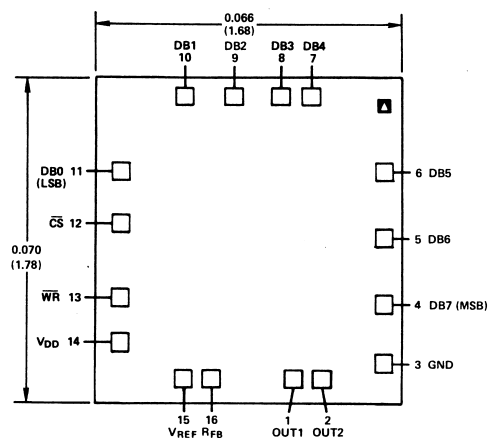 0.066
(1.68)
DB1 DB2 DB3 DB4
10 9 8 7
DB0 11
(LSB)
6 DB5
C̅S̅ 12
5 DB6
0.070
(1.78)
W̅R̅ 13
4 DB7 (MSB)
VDD 14
3 GND
15 16 1 2
VREF RFB OUT1 OUT2